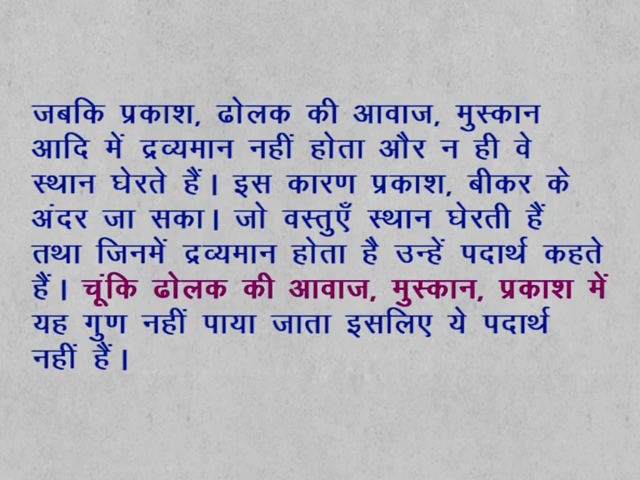 जबकि प्रकाश, ढोलक की आवाज, मुस्कान
आदि में द्रव्यमान नहीं होता और न ही वे
स्थान घेरते हैं। इस कारण प्रकाश, बीकर के
अंदर जा सका। जो वस्तुएँ स्थान घेरती हैं
तथा जिनमें द्रव्यमान होता है उन्हें पदार्थ कहते
हैं। चूंकि ढोलक की आवाज, मुस्कान, प्रकाश में
यह गुण नहीं पाया जाता इसलिए ये पदार्थ
नहीं हैं।